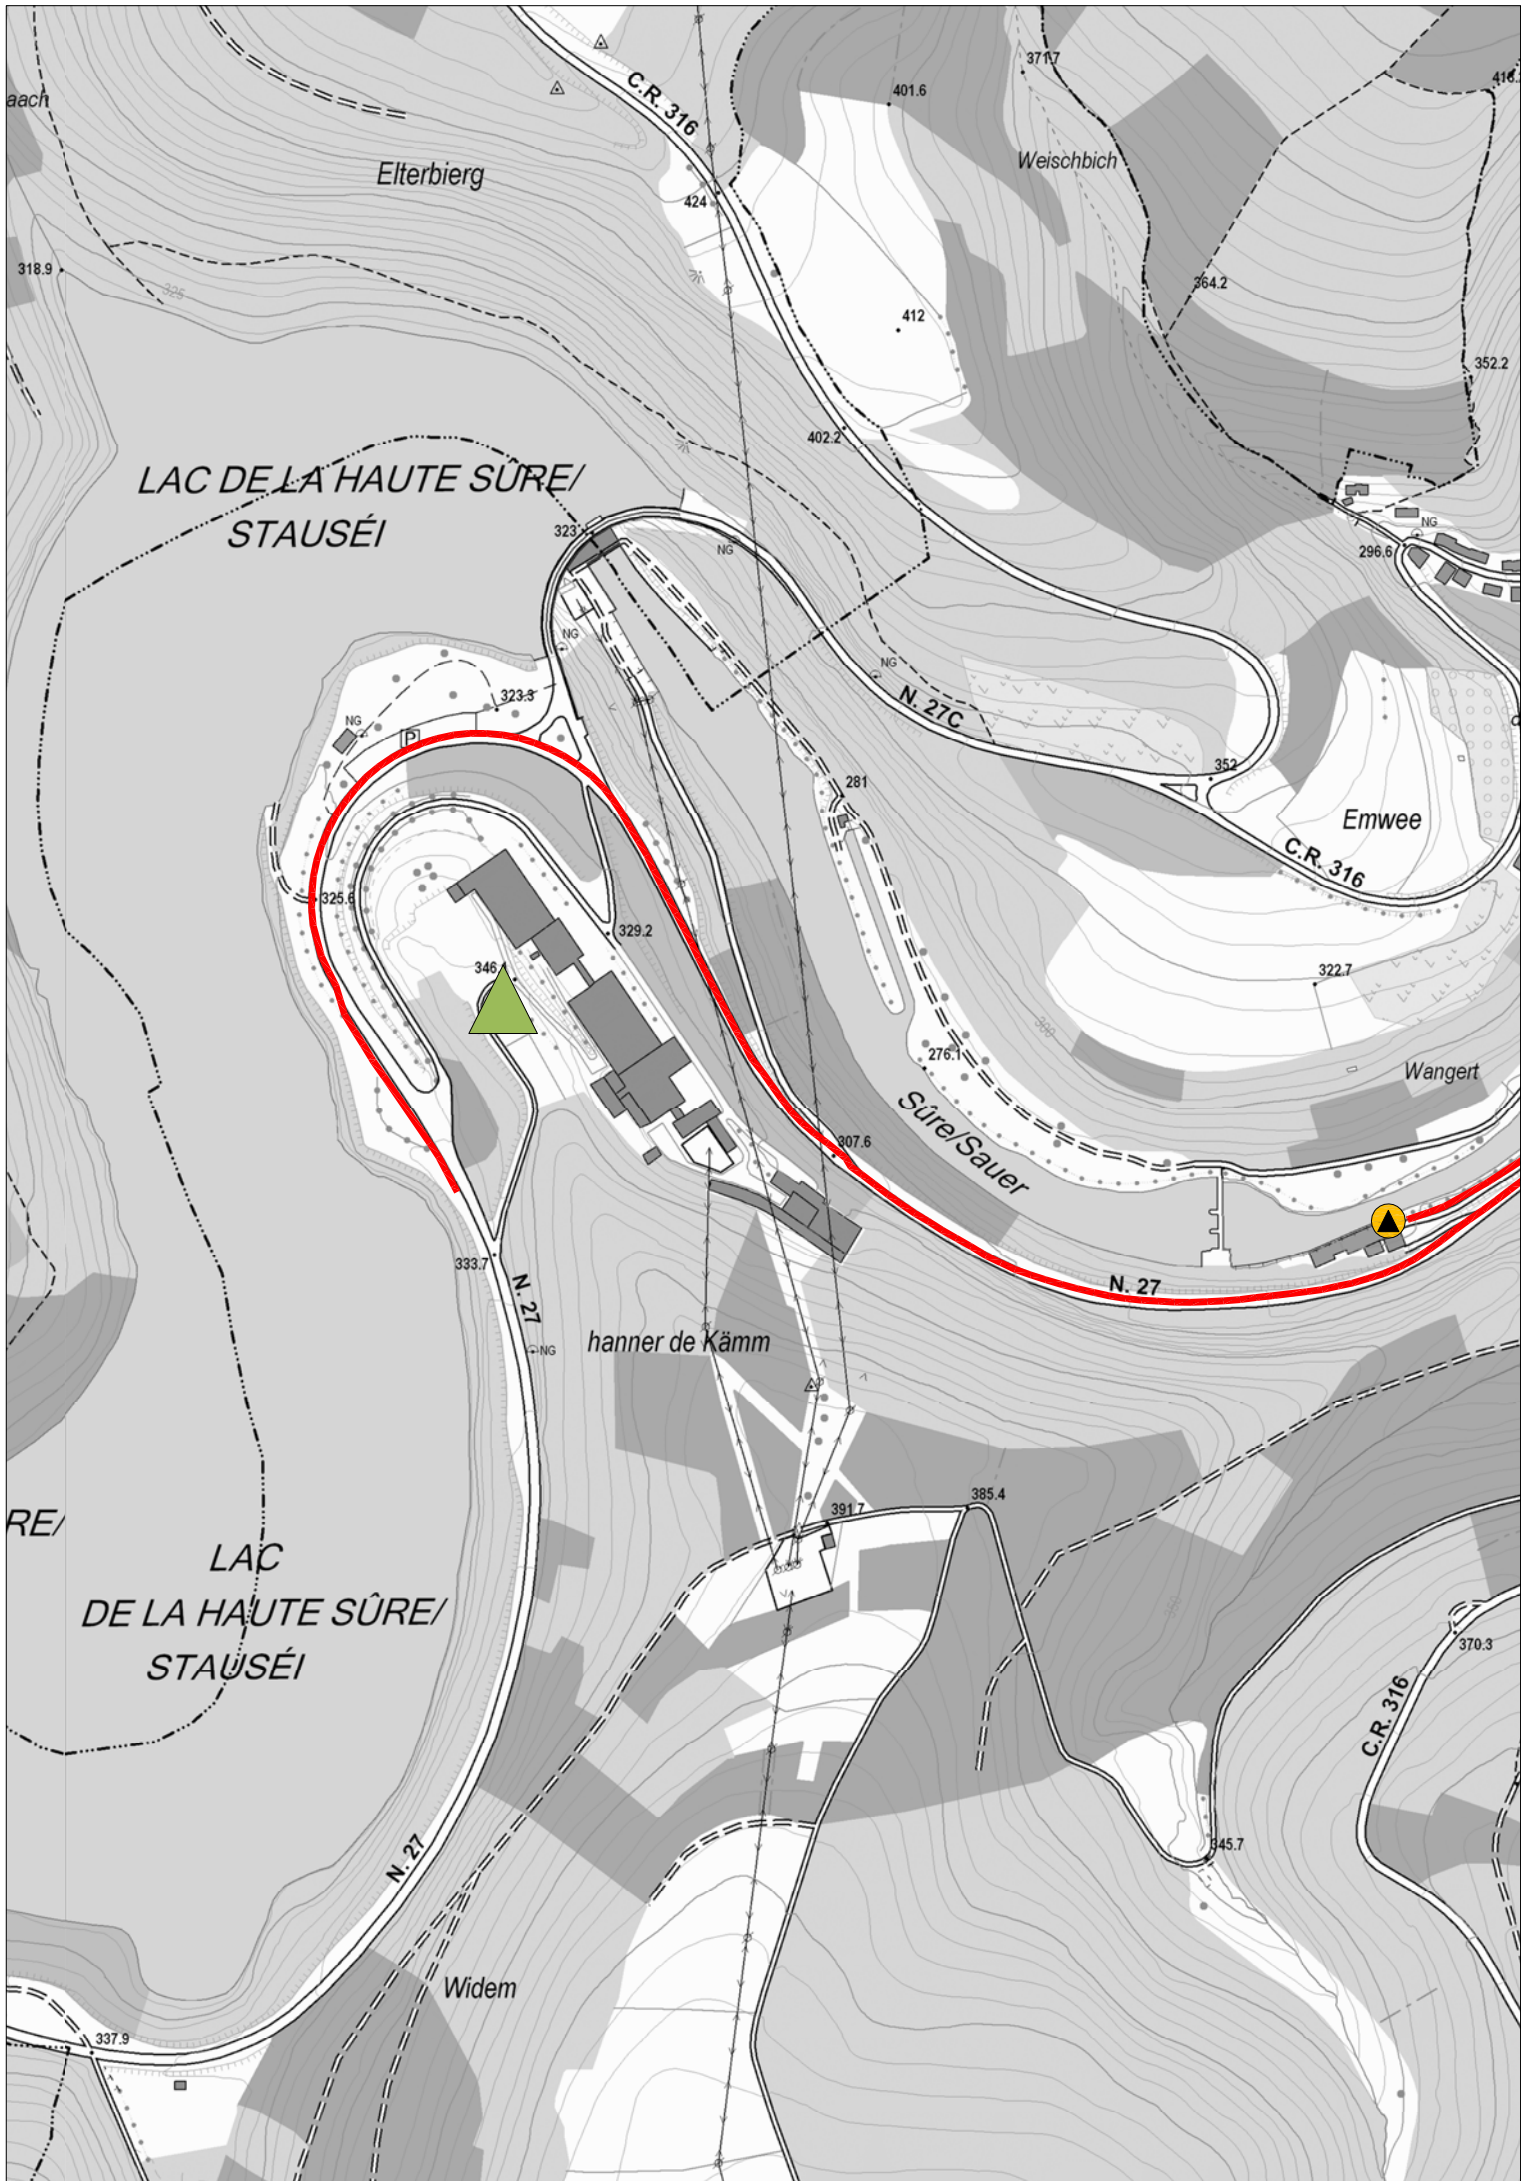 C.R. 316
371.7
401.6
aach
Elterbierg
Weischbich
424
318.9
325
364.2
412
352.2
402.2
LAC DE LA HAUTE SÛRE/
STAUSÉI
323
NG
NG
296.6
NG
NG
323.3
N. 27C
NG
P
352
281
Emwee
C.R. 316
325.6
329.2
346.
322.7
300
276.1
Wangert
Sûre/Sauer
307.6
333.7
N. 27
N. 27
hanner de Kämm
NG
385.4
391.7
RE/
LAC
DE LA HAUTE SÛRE/
STAUSÉI
350
370.3
C.R. 316
345.7
N. 27
Widem
337.9